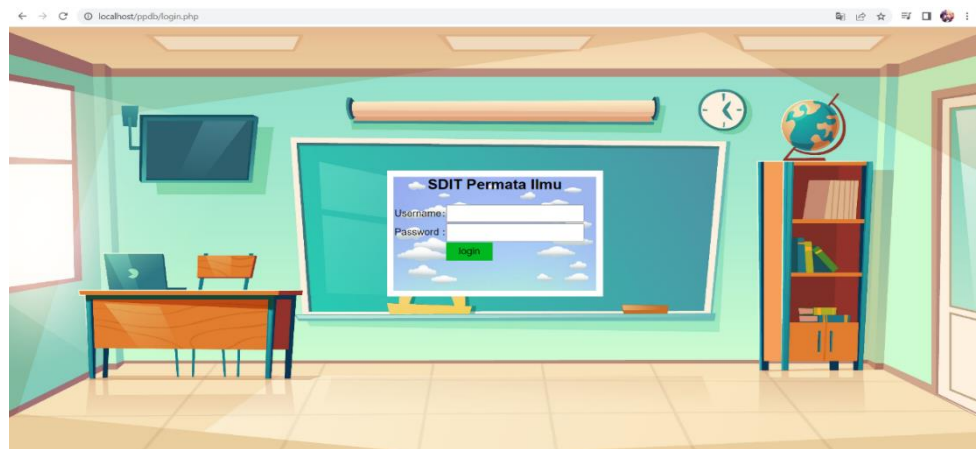 localhost/ppdb/login.php
SDIT Permata Ilmu
Username:
Password :
login